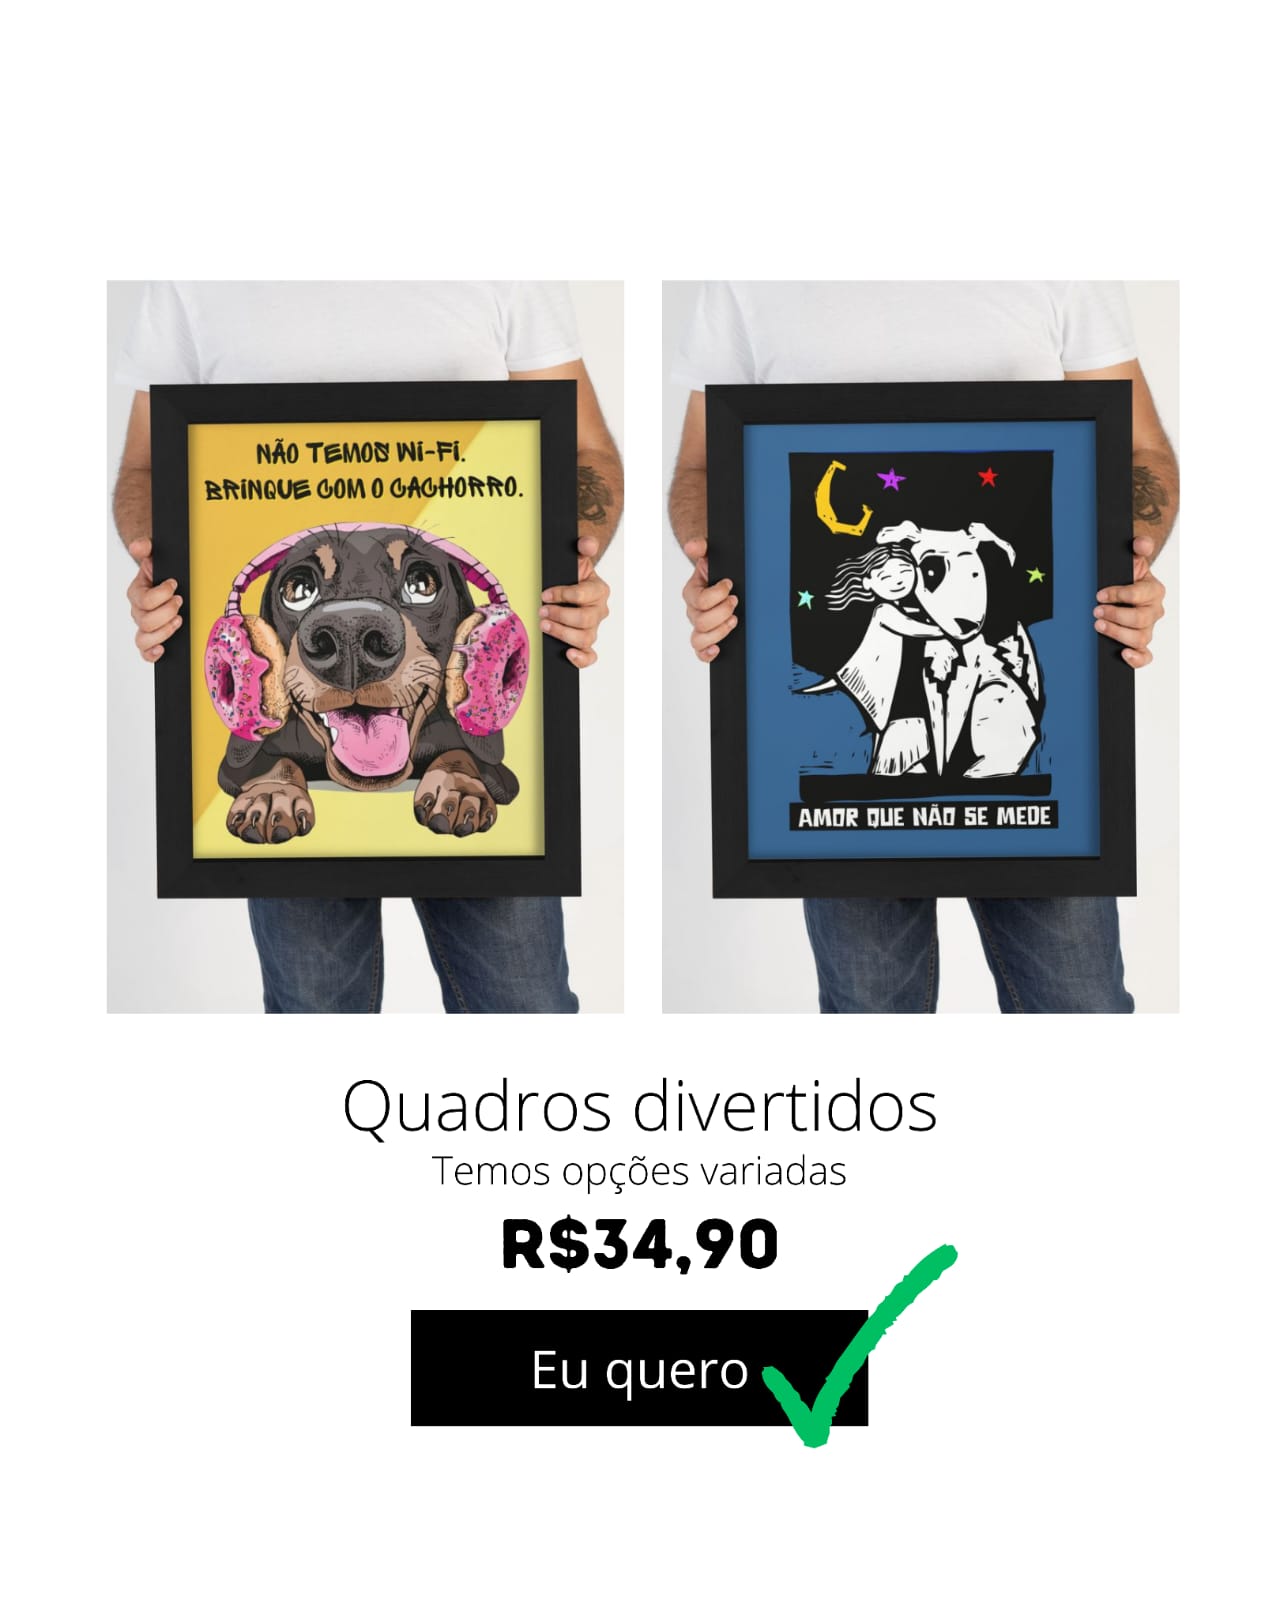 NÃO TEMOS Wi-Fi.
BRINQUE COM O CACHORRO.
AMOR QUE NÃO SE MEDE
Quadros divertidos
Temos opções variadas
R$34,90
Eu quero